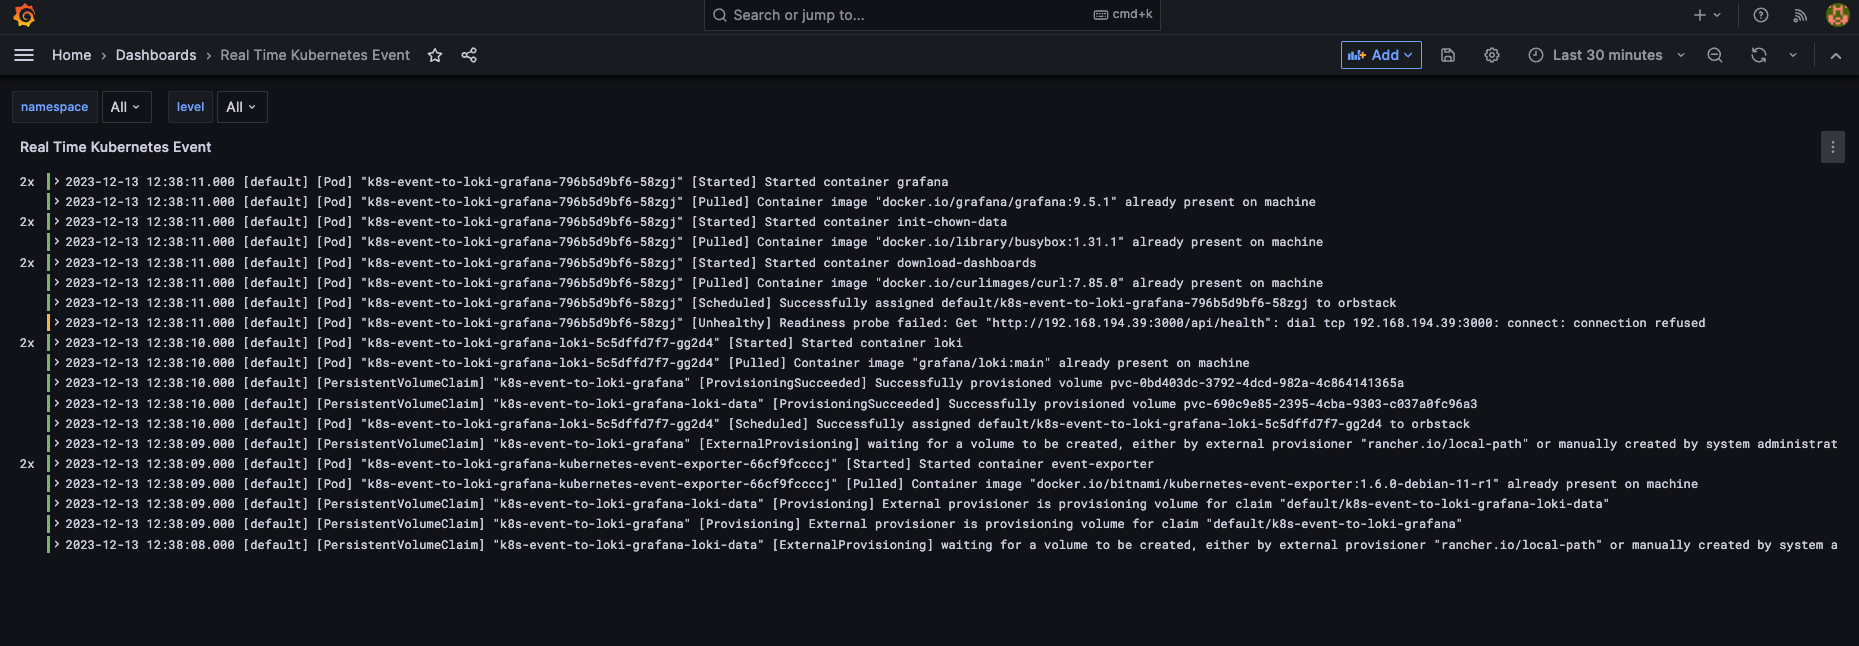 Search or jump to... cmd+k
Home › Dashboards › Real Time Kubernetes Event Add Last 30 minutes
namespace All level All
Real Time Kubernetes Event
2x 2023-12-13 12:38:11.000 [default] [Pod] "k8s-event-to-loki-grafana-796b5d9bf6-58zgj" [Started] Started container grafana
2023-12-13 12:38:11.000 [default] [Pod] "k8s-event-to-loki-grafana-796b5d9bf6-58zgj" [Pulled] Container image "docker.io/grafana/grafana:9.5.1" already present on machine
2x 2023-12-13 12:38:11.000 [default] [Pod] "k8s-event-to-loki-grafana-796b5d9bf6-58zgj" [Started] Started container init-chown-data
2023-12-13 12:38:11.000 [default] [Pod] "k8s-event-to-loki-grafana-796b5d9bf6-58zgj" [Pulled] Container image "docker.io/library/busybox:1.31.1" already present on machine
2x 2023-12-13 12:38:11.000 [default] [Pod] "k8s-event-to-loki-grafana-796b5d9bf6-58zgj" [Started] Started container download-dashboards
2023-12-13 12:38:11.000 [default] [Pod] "k8s-event-to-loki-grafana-796b5d9bf6-58zgj" [Pulled] Container image "docker.io/curlimages/curl:7.85.0" already present on machine
2023-12-13 12:38:11.000 [default] [Pod] "k8s-event-to-loki-grafana-796b5d9bf6-58zgj" [Scheduled] Successfully assigned default/k8s-event-to-loki-grafana-796b5d9bf6-58zgj to orbstack
2023-12-13 12:38:11.000 [default] [Pod] "k8s-event-to-loki-grafana-796b5d9bf6-58zgj" [Unhealthy] Readiness probe failed: Get "http://192.168.194.39:3000/api/health": dial tcp 192.168.194.39:3000: connect: connection refused
2x 2023-12-13 12:38:10.000 [default] [Pod] "k8s-event-to-loki-grafana-loki-5c5dffd7f7-gg2d4" [Started] Started container loki
2023-12-13 12:38:10.000 [default] [Pod] "k8s-event-to-loki-grafana-loki-5c5dffd7f7-gg2d4" [Pulled] Container image "grafana/loki:main" already present on machine
2023-12-13 12:38:10.000 [default] [PersistentVolumeClaim] "k8s-event-to-loki-grafana" [ProvisioningSucceeded] Successfully provisioned volume pvc-0bd403dc-3792-4dcd-982a-4c864141365a
2023-12-13 12:38:10.000 [default] [PersistentVolumeClaim] "k8s-event-to-loki-grafana-loki-data" [ProvisioningSucceeded] Successfully provisioned volume pvc-690c9e85-2395-4cba-9303-c037a0fc96a3
2023-12-13 12:38:10.000 [default] [Pod] "k8s-event-to-loki-grafana-loki-5c5dffd7f7-gg2d4" [Scheduled] Successfully assigned default/k8s-event-to-loki-grafana-loki-5c5dffd7f7-gg2d4 to orbstack
2023-12-13 12:38:09.000 [default] [PersistentVolumeClaim] "k8s-event-to-loki-grafana" [ExternalProvisioning] waiting for a volume to be created, either by external provisioner "rancher.io/local-path" or manually created by system administrat
2x 2023-12-13 12:38:09.000 [default] [Pod] "k8s-event-to-loki-grafana-kubernetes-event-exporter-66cf9fccccj" [Started] Started container event-exporter
2023-12-13 12:38:09.000 [default] [Pod] "k8s-event-to-loki-grafana-kubernetes-event-exporter-66cf9fccccj" [Pulled] Container image "docker.io/bitnami/kubernetes-event-exporter:1.6.0-debian-11-r1" already present on machine
2023-12-13 12:38:09.000 [default] [PersistentVolumeClaim] "k8s-event-to-loki-grafana-loki-data" [Provisioning] External provisioner is provisioning volume for claim "default/k8s-event-to-loki-grafana-loki-data"
2023-12-13 12:38:09.000 [default] [PersistentVolumeClaim] "k8s-event-to-loki-grafana" [Provisioning] External provisioner is provisioning volume for claim "default/k8s-event-to-loki-grafana"
2023-12-13 12:38:08.000 [default] [PersistentVolumeClaim] "k8s-event-to-loki-grafana-loki-data" [ExternalProvisioning] waiting for a volume to be created, either by external provisioner "rancher.io/local-path" or manually created by system a